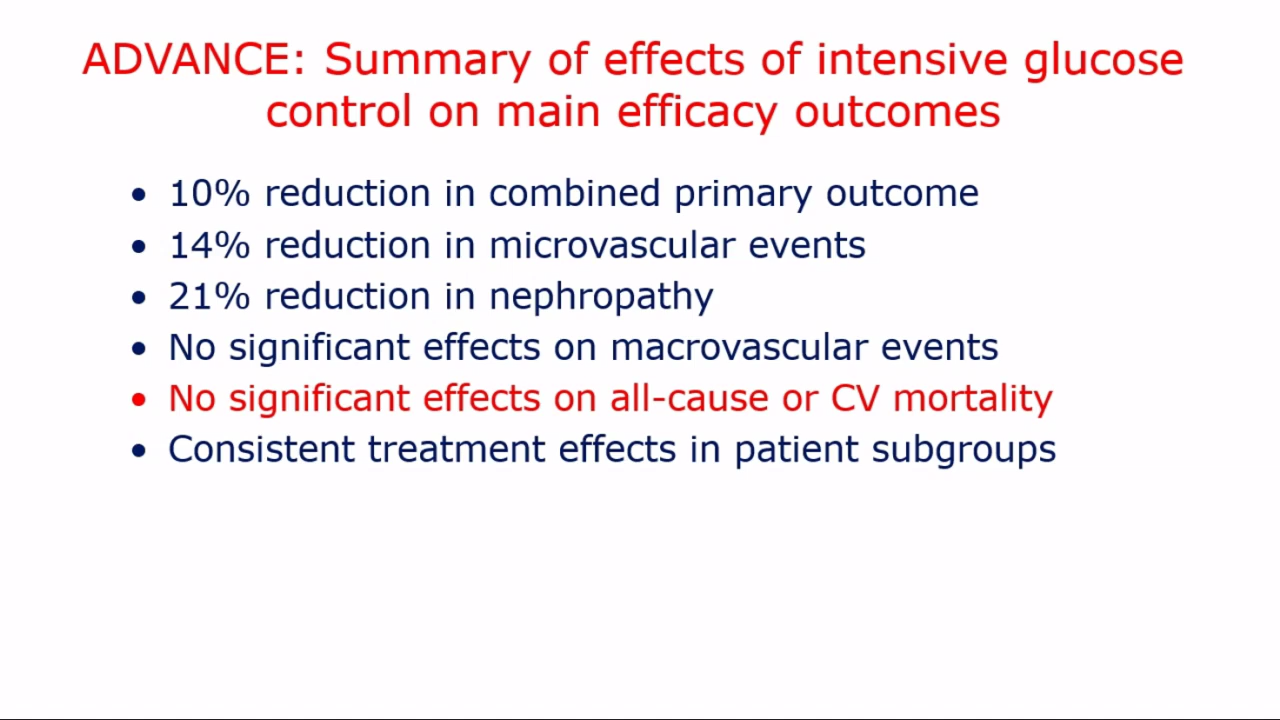 ADVANCE: Summary of effects of intensive glucose
control on main efficacy outcomes
• 10% reduction in combined primary outcome
• 14% reduction in microvascular events
• 21% reduction in nephropathy
• No significant effects on macrovascular events
• No significant effects on all-cause or CV mortality
• Consistent treatment effects in patient subgroups